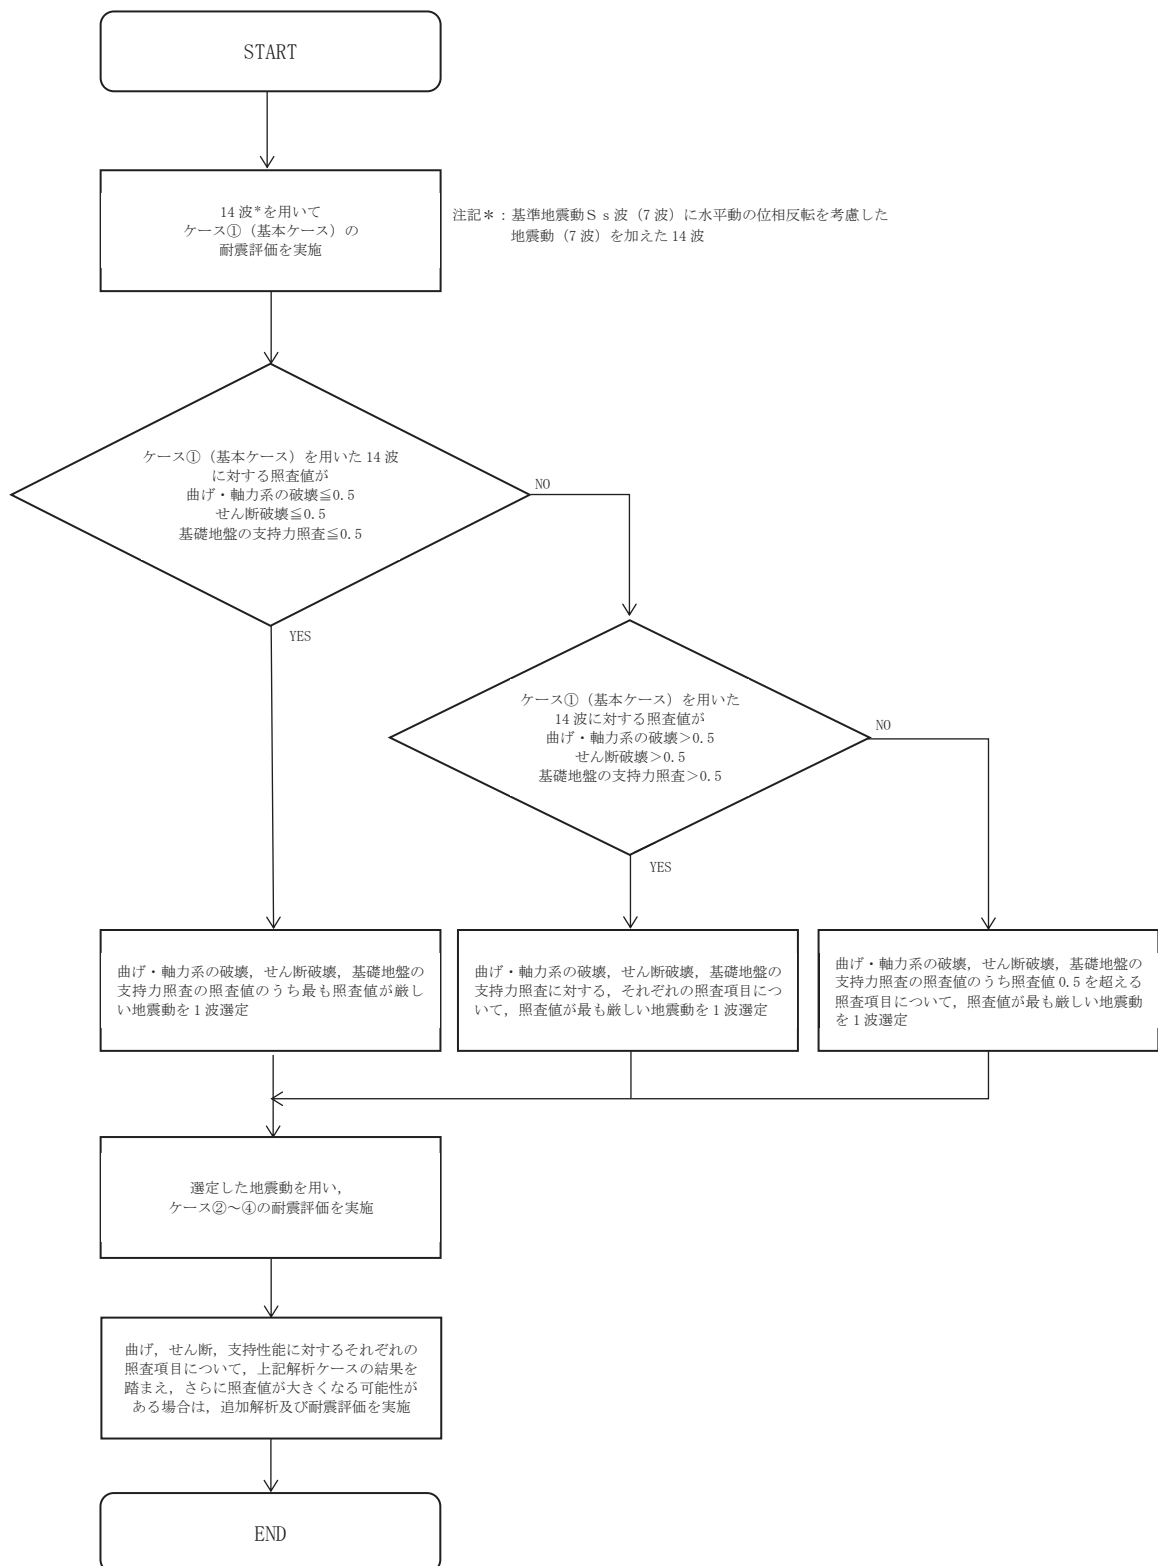 START
14 波*を用いて
ケース①（基本ケース）の
耐震評価を実施
注記＊：基準地震動Ｓｓ波（7 波）に水平動の位相反転を考慮した
地震動（7 波）を加えた 14 波
ケース①（基本ケース）を用いた 14 波
に対する照査値が
曲げ・軸力系の破壊≦0.5
せん断破壊≦0.5
基礎地盤の支持力照査≦0.5
NO
YES
ケース①（基本ケース）を用いた
14 波に対する照査値が
曲げ・軸力系の破壊＞0.5
せん断破壊＞0.5
基礎地盤の支持力照査＞0.5
NO
YES
曲げ・軸力系の破壊，せん断破壊，基礎地盤の
支持力照査の照査値のうち最も照査値が厳し
い地震動を 1 波選定
曲げ・軸力系の破壊，せん断破壊，基礎地盤の
支持力照査に対する，それぞれの照査項目につ
いて，照査値が最も厳しい地震動を 1 波選定
曲げ・軸力系の破壊，せん断破壊，基礎地盤の
支持力照査の照査値のうち照査値 0.5 を超える
照査項目について，照査値が最も厳しい地震動
を 1 波選定
選定した地震動を用い，
ケース②～④の耐震評価を実施
曲げ，せん断，支持性能に対するそれぞれの
照査項目について，上記解析ケースの結果を
踏まえ，さらに照査値が大きくなる可能性が
ある場合は，追加解析及び耐震評価を実施
END